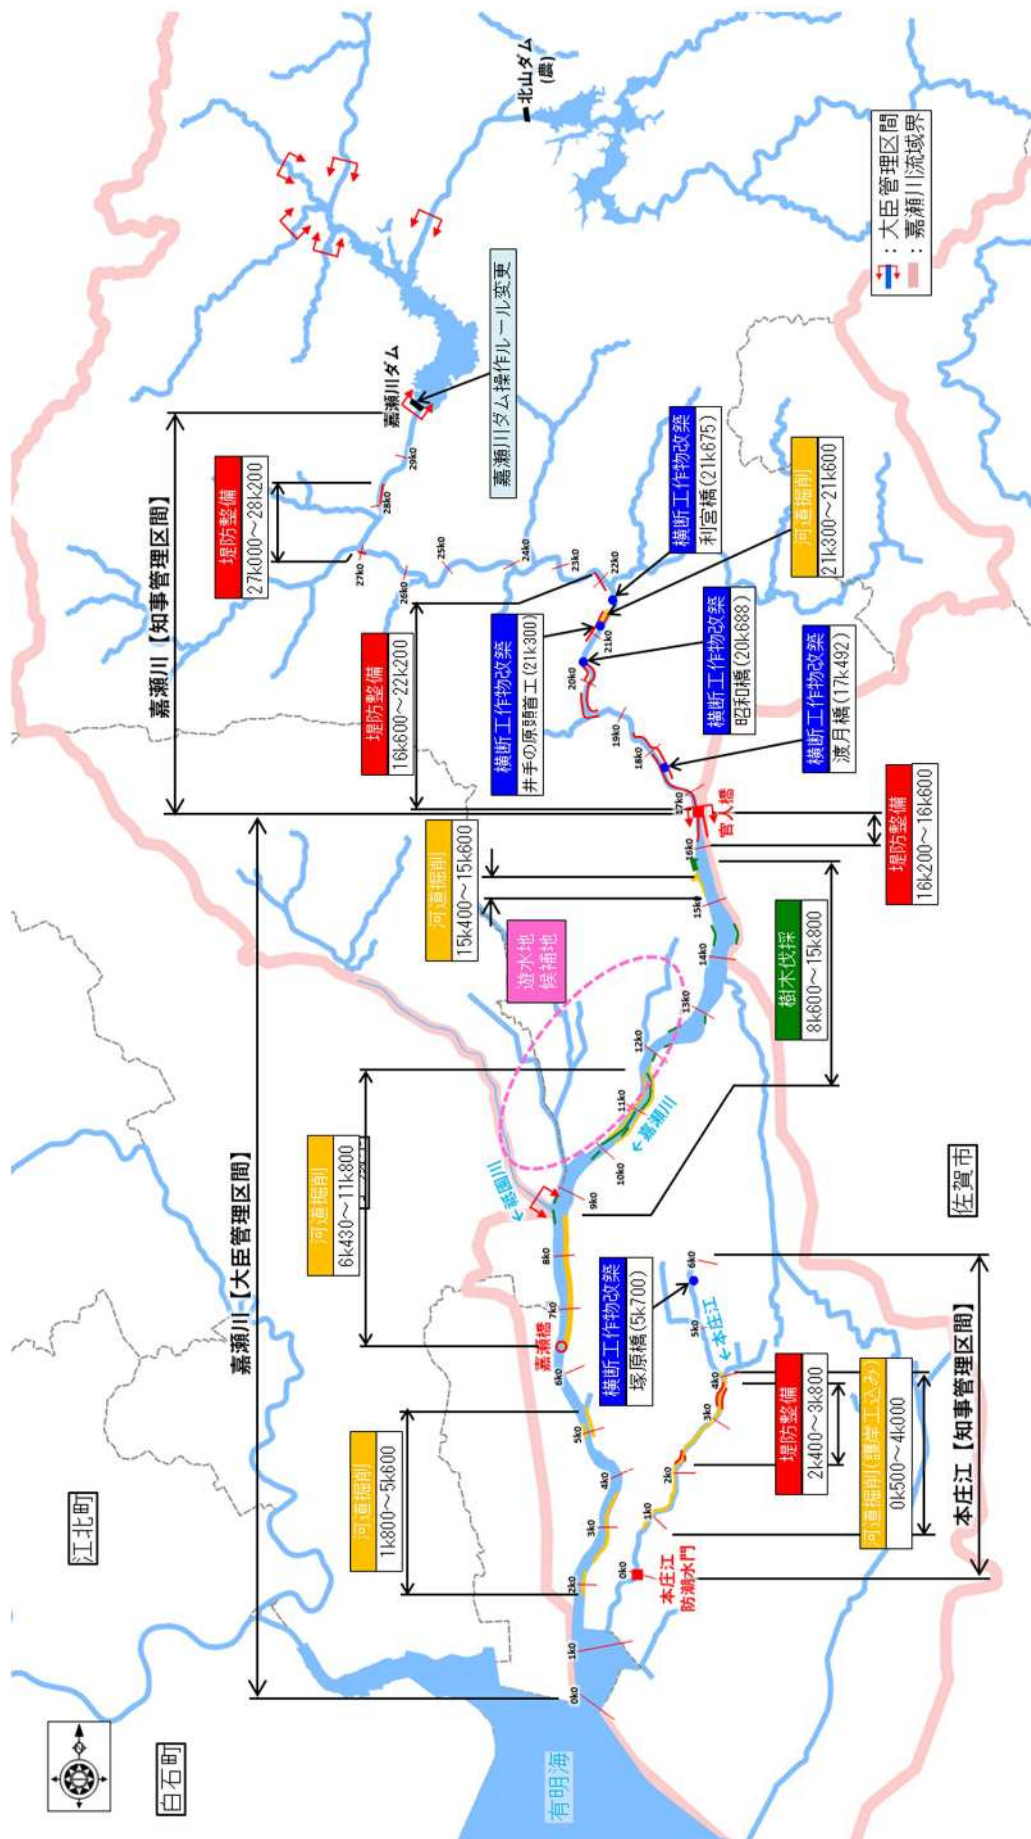 白石町
江北町
嘉瀬川【大臣管理区間】
嘉瀬川【知事管理区間】
河道掘削
1k800～5k600
河道掘削
6k430～11k800
河道掘削
15k400～15k600
堤防整備
16k600～22k200
堤防整備
27k000～28k200
遊水地
候補地
横断工作物改築
井手の原頭首工(21k300)
嘉瀬川ダム
嘉瀬川ダム操作ルール変更
北山ダム
(農)
有明海
0k0
1k0
2k0
3k0
4k0
5k0
6k0
嘉瀬橋
7k0
8k0
←祇園川
9k0
10k0
11k0
←嘉瀬川
12k0
13k0
14k0
15k0
16k0
17k0
官人橋
18k0
19k0
20k0
21k0
22k0
23k0
24k0
25k0
26k0
27k0
28k0
29k0
本庄江
防潮水門
0k0
1k0
2k0
3k0
4k0
←本庄江
5k0
6k0
横断工作物改築
塚原橋(5k700)
堤防整備
2k400～3k800
河道掘削(護岸工込み)
0k500～4k000
本庄江【知事管理区間】
佐賀市
樹木伐採
8k600～15k800
堤防整備
16k200～16k600
横断工作物改築
渡月橋(17k492)
横断工作物改築
昭和橋(20k688)
横断工作物改築
利宮橋(21k675)
河道掘削
21k300～21k600
：大臣管理区間
：嘉瀬川流域界